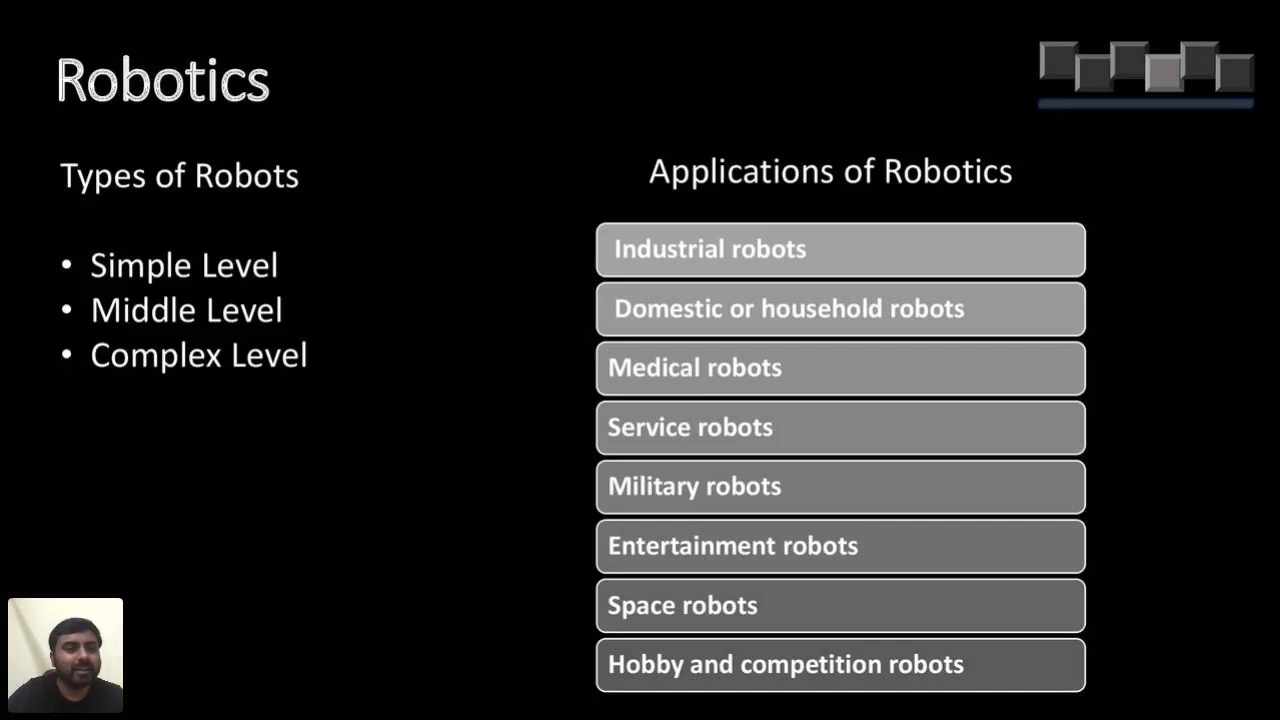 Robotics
Types of Robots
• Simple Level
• Middle Level
• Complex Level
Applications of Robotics
Industrial robots
Domestic or household robots
Medical robots
Service robots
Military robots
Entertainment robots
Space robots
Hobby and competition robots